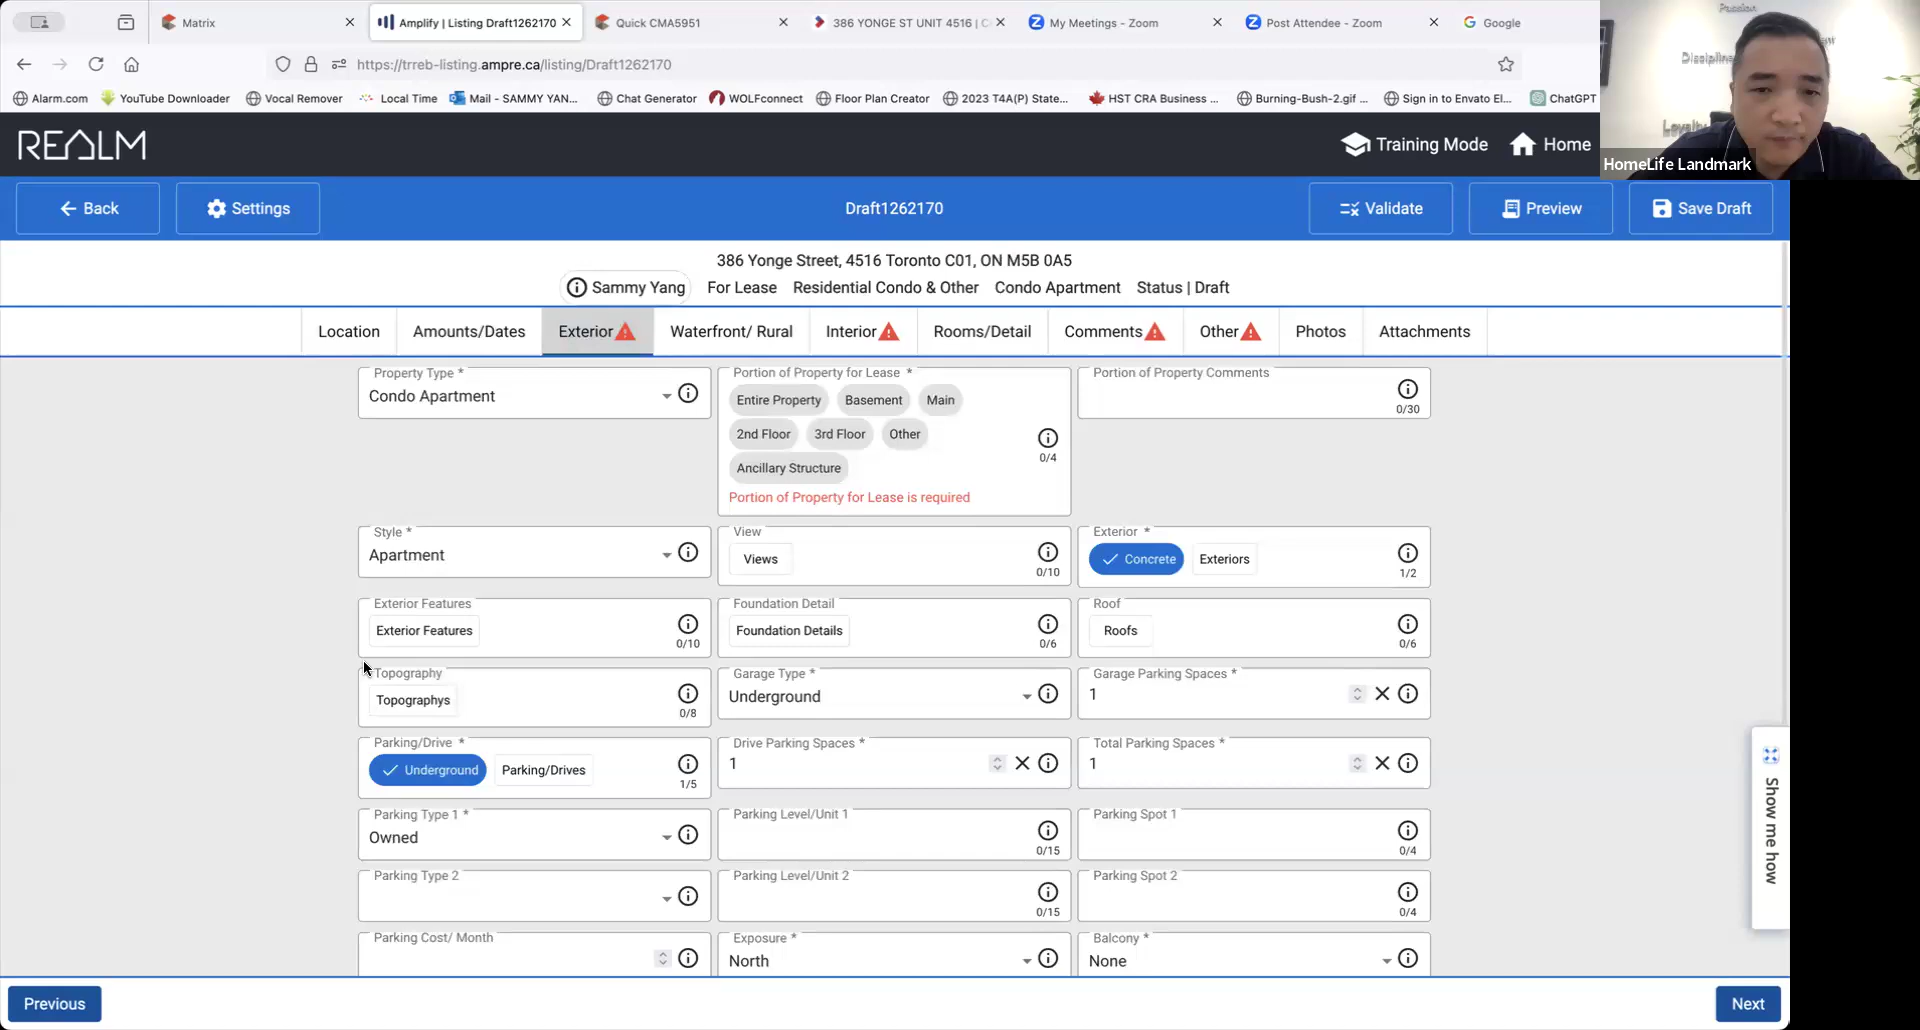 Matrix
Amplify | Listing Draft1262170
Quick CMA5951
386 YONGE ST UNIT 4516 | C
My Meetings - Zoom
Post Attendee - Zoom
Google
https://trreb-listing.ampre.ca/listing/Draft1262170
Alarm.com
YouTube Downloader
Vocal Remover
Local Time
Mail - SAMMY YAN...
Chat Generator
WOLFconnect
Floor Plan Creator
2023 T4A(P) State...
HST CRA Business ...
Burning-Bush-2.gif ...
Sign in to Envato El...
ChatGPT
Passion
Discipline
Loyalty
HomeLife Landmark
REALM
Training Mode
Home
Back
Settings
Draft1262170
Validate
Preview
Save Draft
386 Yonge Street, 4516 Toronto C01, ON M5B 0A5
Sammy Yang
For Lease
Residential Condo & Other
Condo Apartment
Status | Draft
Location
Amounts/Dates
Exterior
Waterfront/ Rural
Interior
Rooms/Detail
Comments
Other
Photos
Attachments
Property Type *
Condo Apartment
Portion of Property for Lease *
Entire Property
Basement
Main
2nd Floor
3rd Floor
Other
Ancillary Structure
0/4
Portion of Property for Lease is required
Portion of Property Comments
0/30
Style *
Apartment
View
Views
0/10
Exterior *
Concrete
Exteriors
1/2
Exterior Features
Exterior Features
0/10
Foundation Detail
Foundation Details
0/6
Roof
Roofs
0/6
Topography
Topographys
0/8
Garage Type *
Underground
Garage Parking Spaces *
1
Parking/Drive *
Underground
Parking/Drives
1/5
Drive Parking Spaces *
1
Total Parking Spaces *
1
Parking Type 1 *
Owned
Parking Level/Unit 1
0/15
Parking Spot 1
0/4
Parking Type 2
Parking Level/Unit 2
0/15
Parking Spot 2
0/4
Parking Cost/ Month
Exposure *
North
Balcony *
None
Show me how
Previous
Next